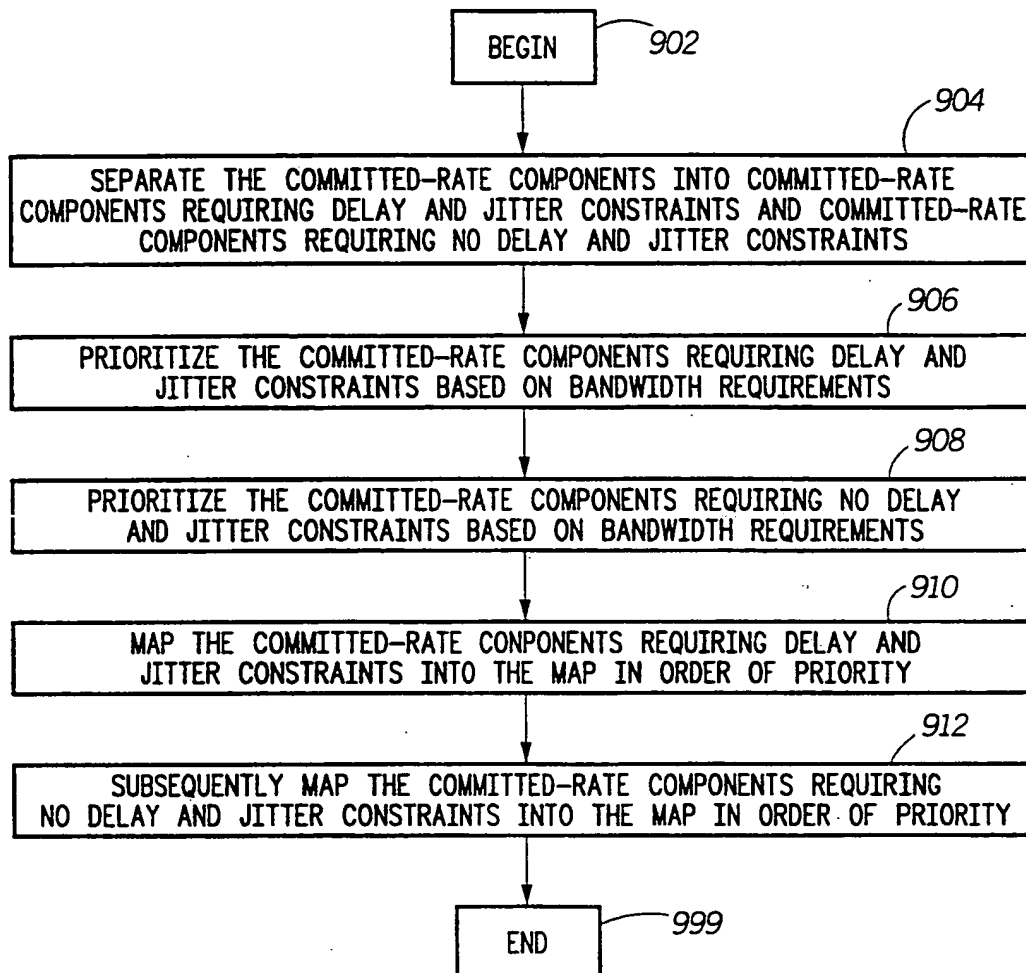 BEGIN
902
904
SEPARATE THE COMMITTED-RATE COMPONENTS INTO COMMITTED-RATE
COMPONENTS REQUIRING DELAY AND JITTER CONSTRAINTS AND COMMITTED-RATE
COMPONENTS REQUIRING NO DELAY AND JITTER CONSTRAINTS
906
PRIORITIZE THE COMMITTED-RATE COMPONENTS REQUIRING DELAY AND
JITTER CONSTRAINTS BASED ON BANDWIDTH REQUIREMENTS
908
PRIORITIZE THE COMMITTED-RATE COMPONENTS REQUIRING NO DELAY
AND JITTER CONSTRAINTS BASED ON BANDWIDTH REQUIREMENTS
910
MAP THE COMMITTED-RATE CONPONENTS REQUIRING DELAY AND
JITTER CONSTRAINTS INTO THE MAP IN ORDER OF PRIORITY
912
SUBSEQUENTLY MAP THE COMMITTED-RATE COMPONENTS REQUIRING
NO DELAY AND JITTER CONSTRAINTS INTO THE MAP IN ORDER OF PRIORITY
END
999